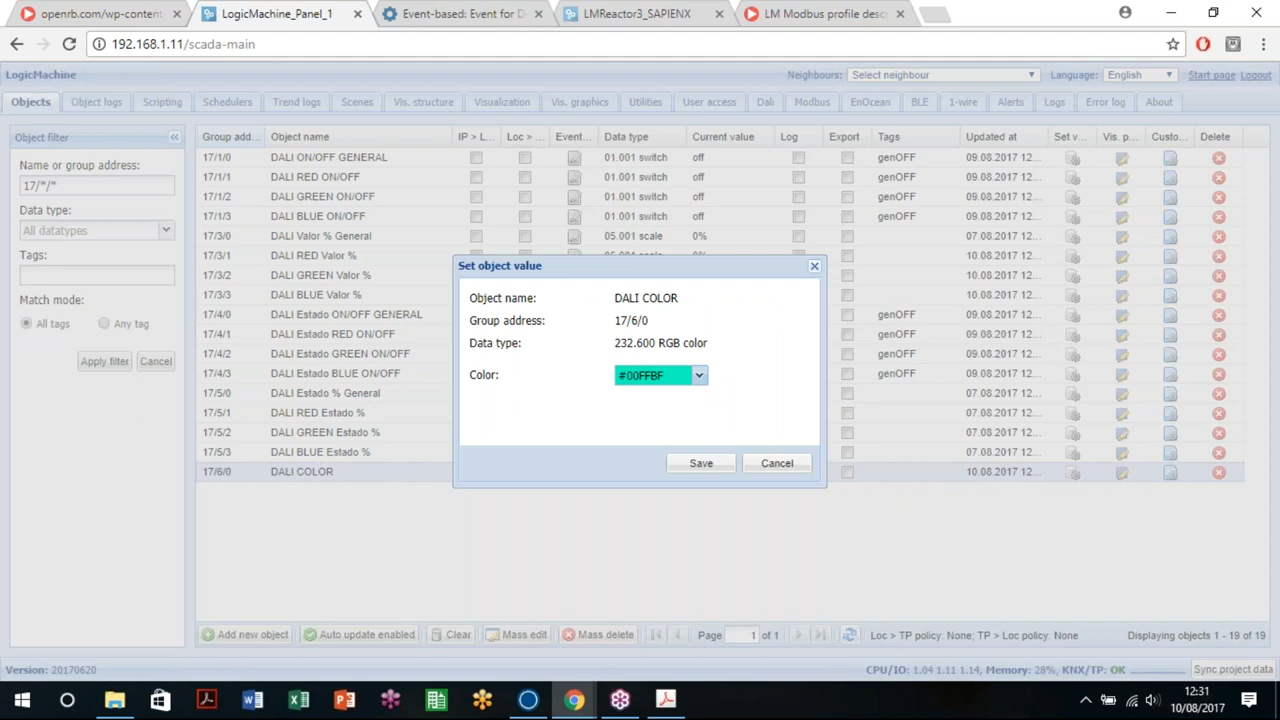 openrb.com/wp-content
LogicMachine_Panel_1
Event-based: Event for D
LMReactor3_SAPIENX
LM Modbus profile desc
192.168.1.11/scada-main
LogicMachine
Neighbours: Select neighbour Language: English Start page Logout
Objects Object logs Scripting Schedulers Trend logs Scenes Vis. structure Visualization Vis. graphics Utilities User access Dali Modbus EnOcean BLE 1-wire Alerts Logs Error log About
Object filter
Name or group address:
17/*/*
Data type:
All datatypes
Tags:
Match mode:
All tags Any tag
Apply filter Cancel
Group add... Object name IP > L... Loc > ... Event... Data type Current value Log Export Tags Updated at Set v... Vis. p... Custo... Delete
17/1/0 DALI ON/OFF GENERAL 01.001 switch off genOFF 09.08.2017 12...
17/1/1 DALI RED ON/OFF 01.001 switch off genOFF 09.08.2017 12...
17/1/2 DALI GREEN ON/OFF 01.001 switch off genOFF 09.08.2017 12...
17/1/3 DALI BLUE ON/OFF 01.001 switch off genOFF 09.08.2017 12...
17/3/0 DALI Valor % General 05.001 scale 0% 07.08.2017 12...
17/3/1 DALI RED Valor % 10.08.2017 12...
17/3/2 DALI GREEN Valor % 10.08.2017 12...
17/3/3 DALI BLUE Valor % 10.08.2017 12...
17/4/0 DALI Estado ON/OFF GENERAL genOFF 09.08.2017 12...
17/4/1 DALI Estado RED ON/OFF genOFF 09.08.2017 12...
17/4/2 DALI Estado GREEN ON/OFF genOFF 09.08.2017 12...
17/4/3 DALI Estado BLUE ON/OFF genOFF 09.08.2017 12...
17/5/0 DALI Estado % General 07.08.2017 12...
17/5/1 DALI RED Estado % 07.08.2017 12...
17/5/2 DALI GREEN Estado % 07.08.2017 12...
17/5/3 DALI BLUE Estado % 07.08.2017 12...
17/6/0 DALI COLOR 10.08.2017 12...
Set object value
Object name: DALI COLOR
Group address: 17/6/0
Data type: 232.600 RGB color
Color: #00FFBF
Save Cancel
Add new object Auto update enabled Clear Mass edit Mass delete Page 1 of 1 Loc > TP policy: None; TP > Loc policy: None Displaying objects 1 - 19 of 19
Version: 20170620 CPU/IO: 1.04 1.11 1.14, Memory: 28%, KNX/TP: OK Sync project data
12:31
10/08/2017